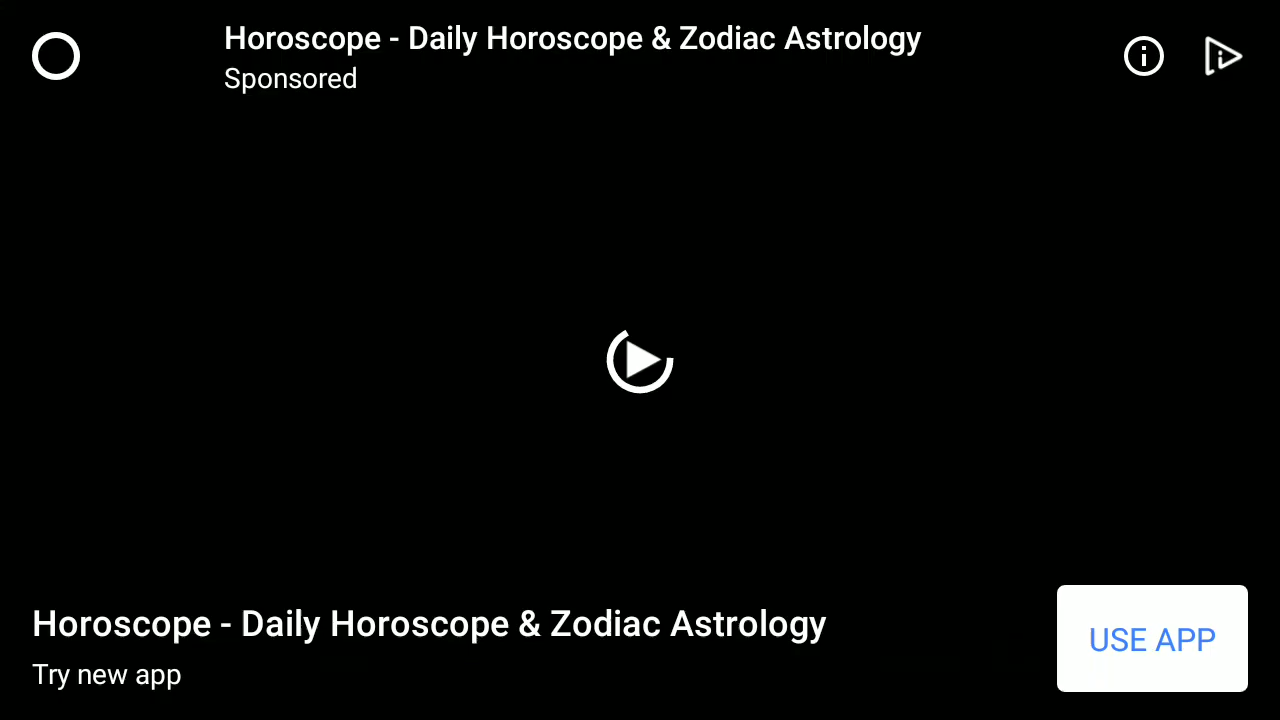 Horoscope - Daily Horoscope & Zodiac Astrology
Sponsored
Horoscope - Daily Horoscope & Zodiac Astrology
Try new app
USE APP